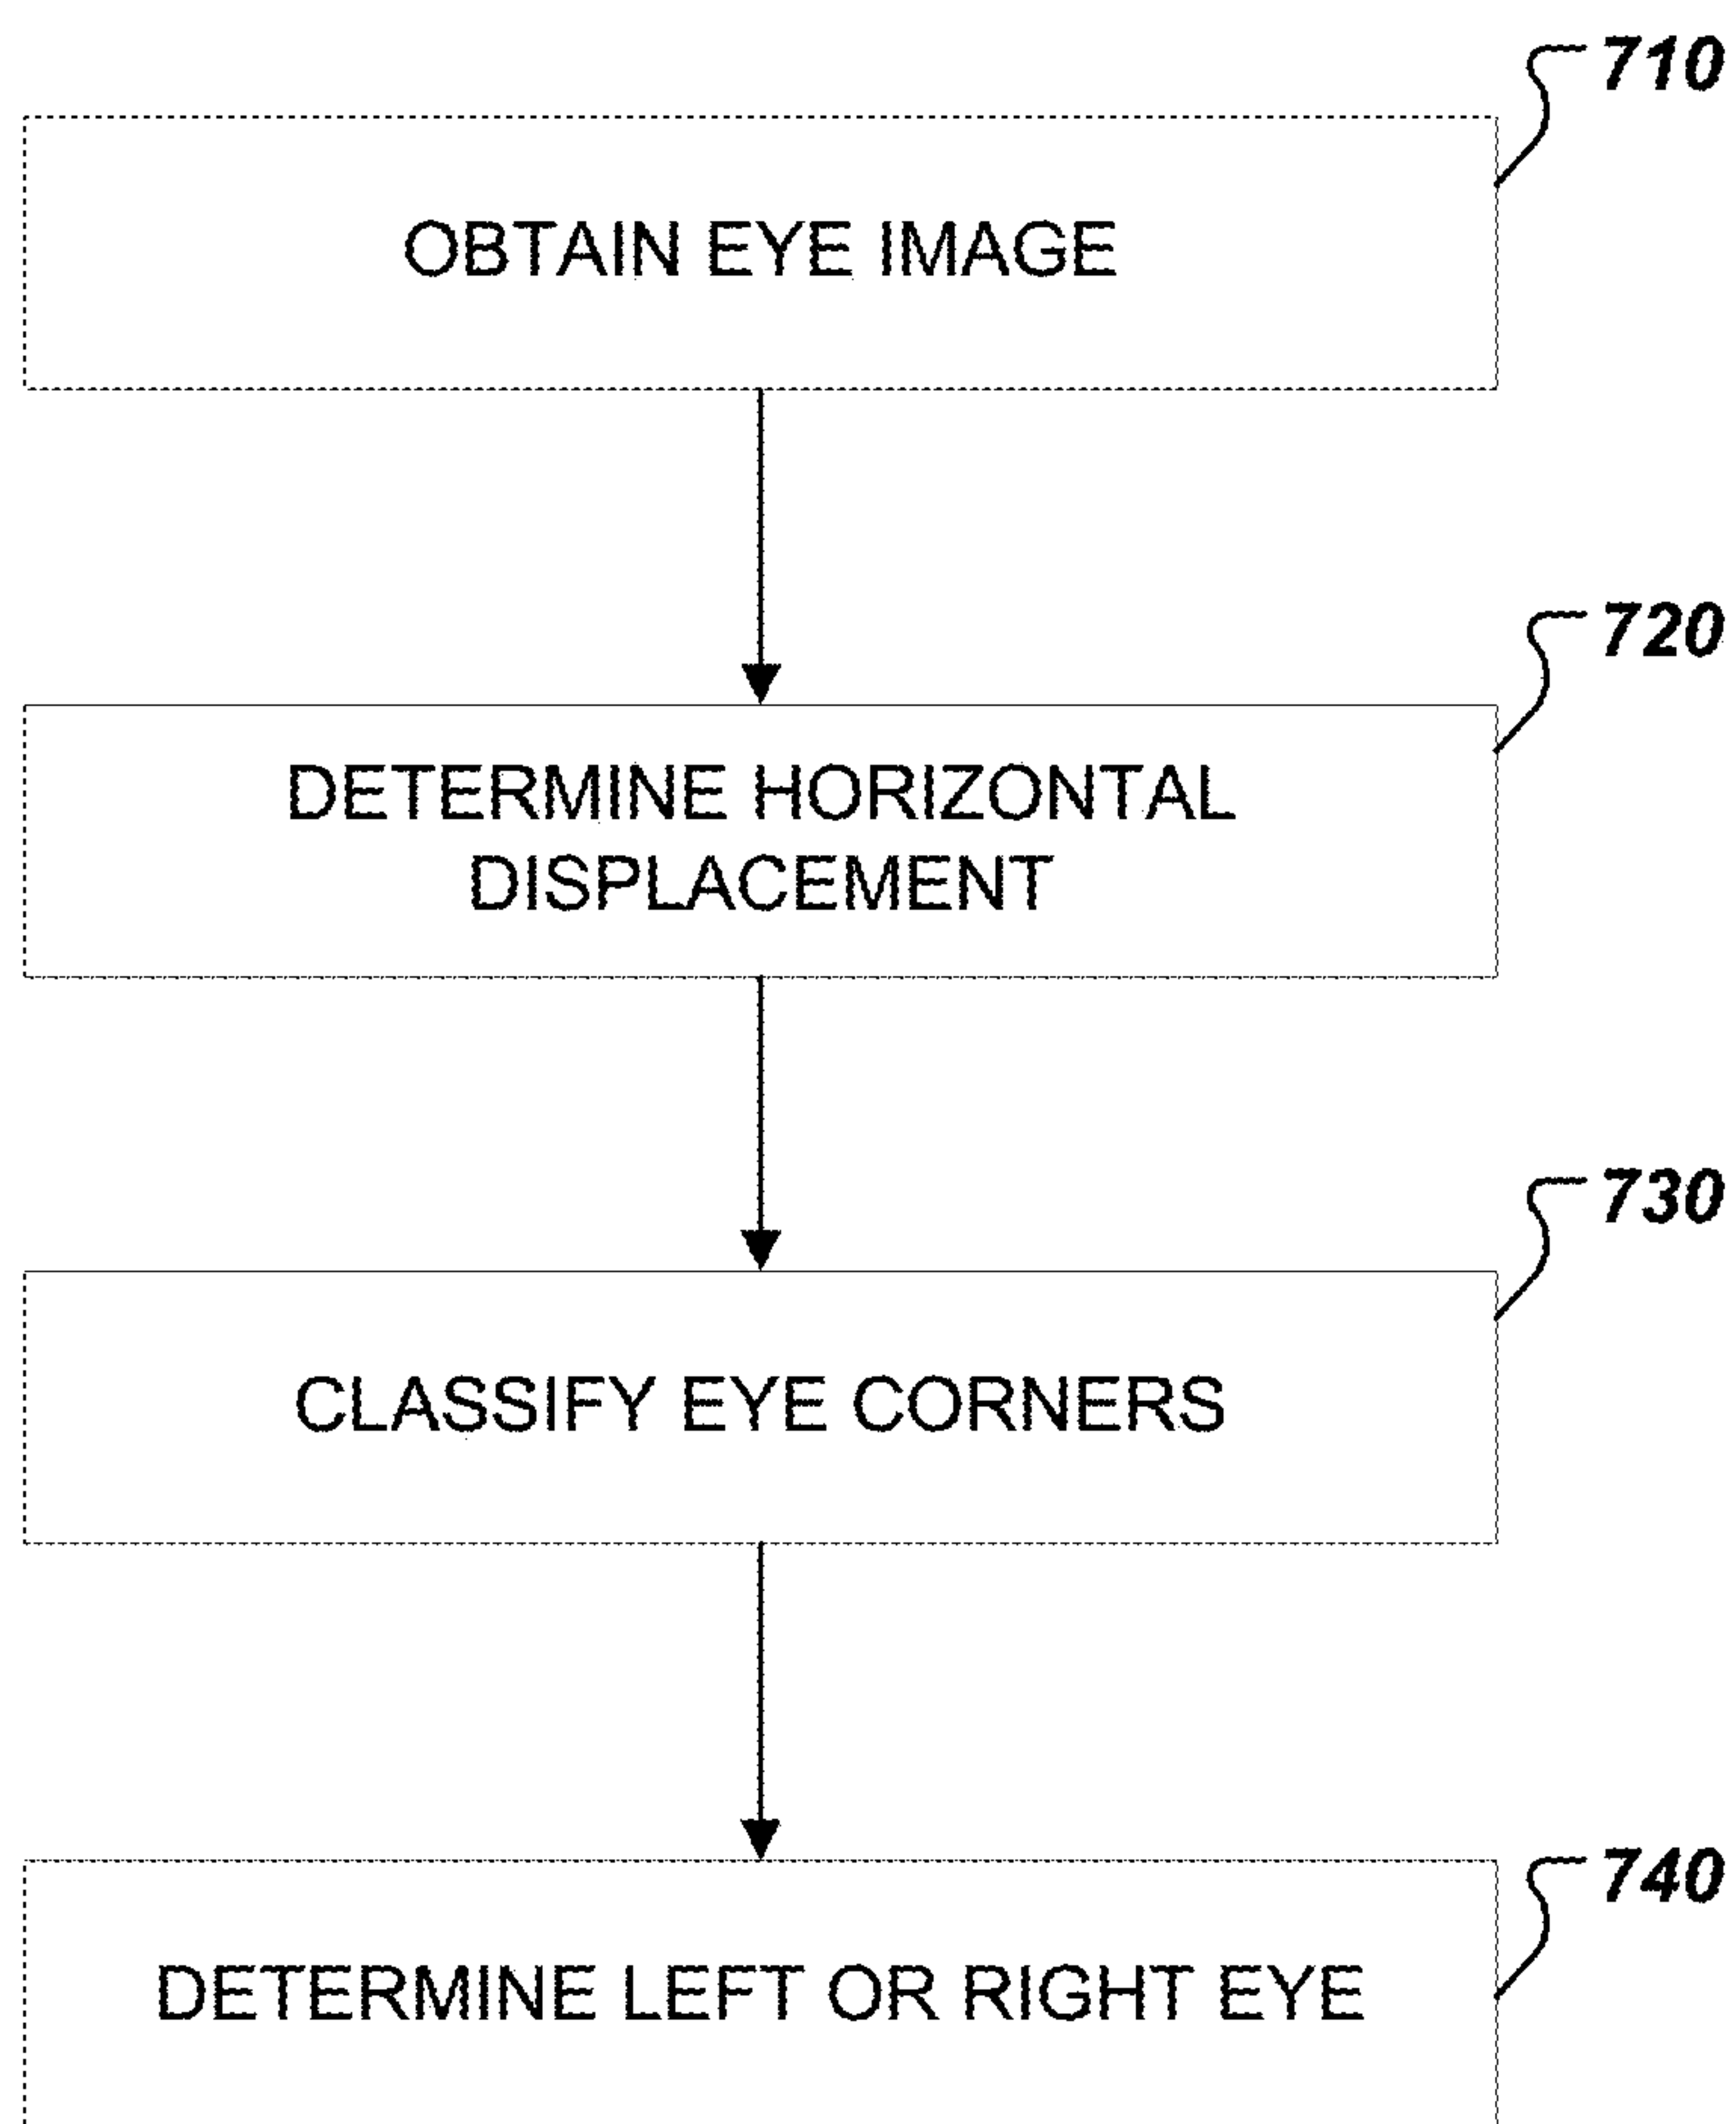 710
OBTAIN EYE IMAGE
720
DETERMINE HORIZONTAL
DISPLACEMENT
730
CLASSIFY EYE CORNERS
740
DETERMINE LEFT OR RIGHT EYE